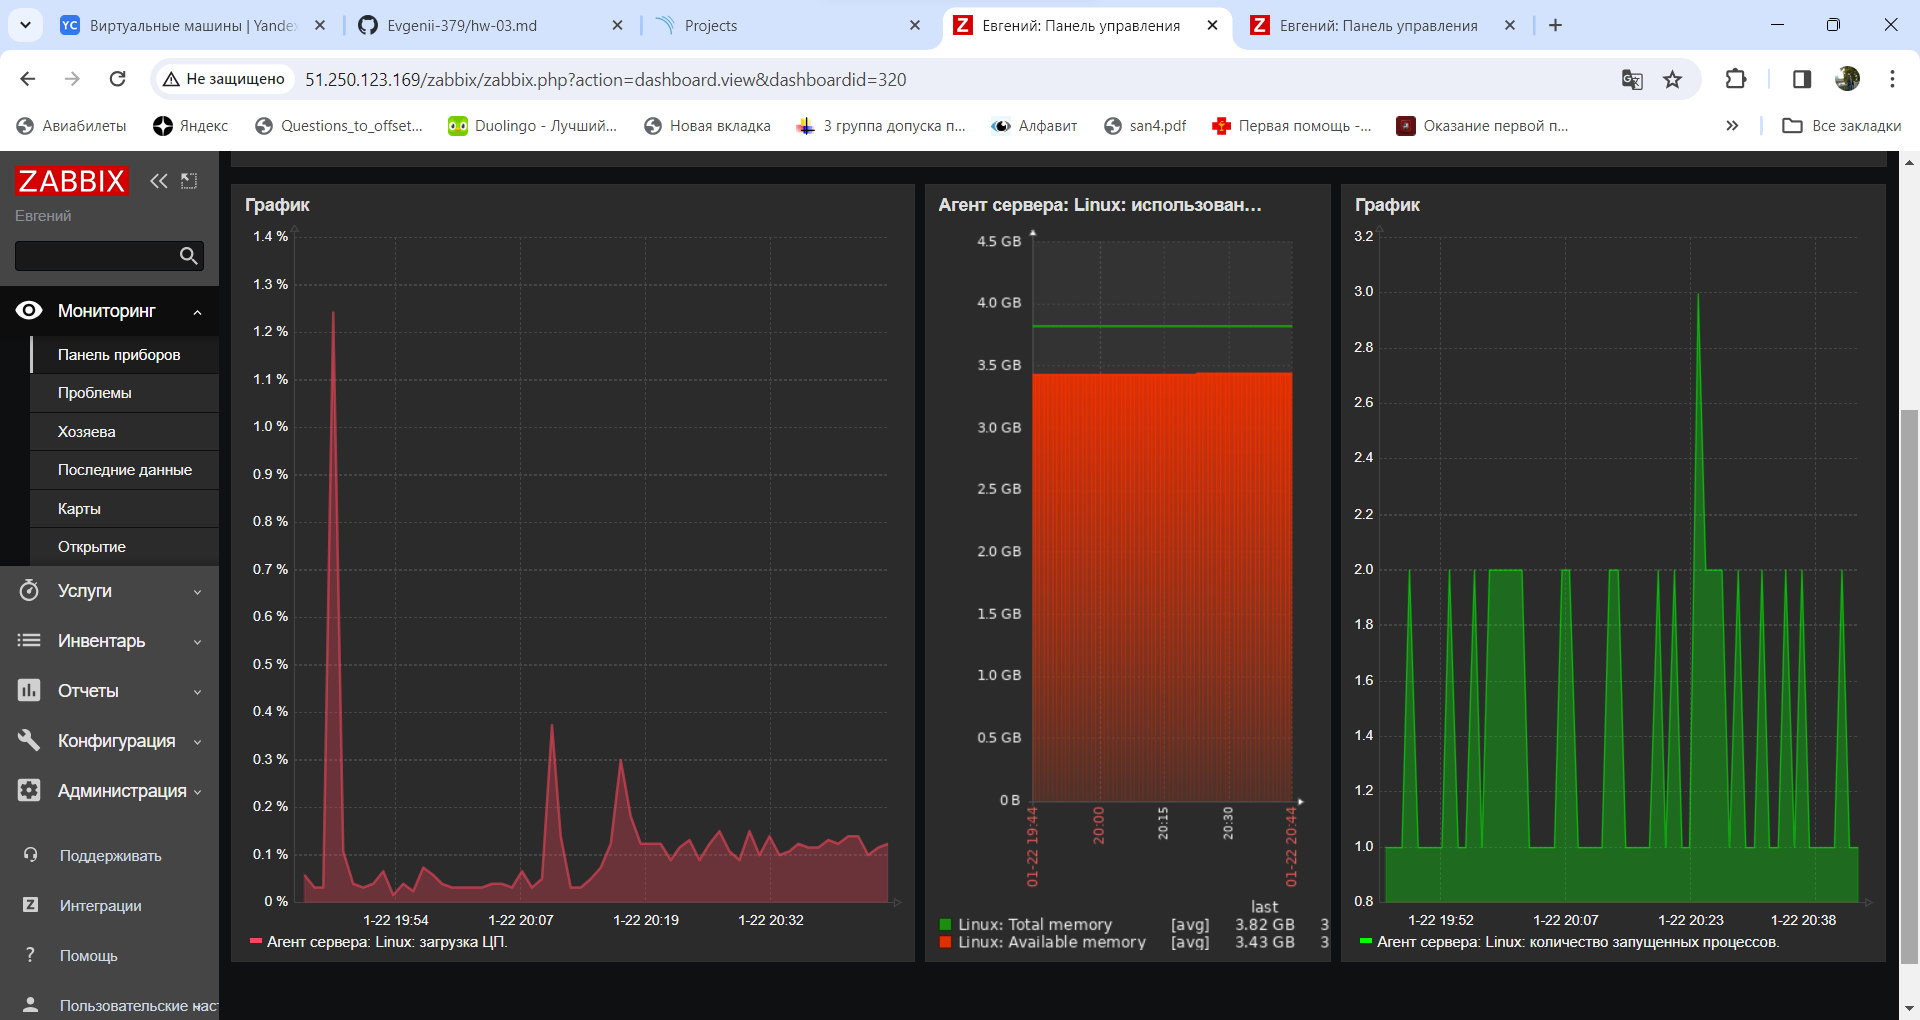 Виртуальные машины | Yande
Evgenii-379/hw-03.md
Projects
Евгений: Панель управления
Евгений: Панель управления
Не защищено
51.250.123.169/zabbix/zabbix.php?action=dashboard.view&dashboardid=320
Авиабилеты
Яндекс
Questions_to_offset...
Duolingo - Лучший...
Новая вкладка
3 группа допуска п...
Алфавит
san4.pdf
Первая помощь -...
Оказание первой п...
Все закладки
ZABBIX
Евгений
Мониторинг
Панель приборов
Проблемы
Хозяева
Последние данные
Карты
Открытие
Услуги
Инвентарь
Отчеты
Конфигурация
Администрация
Поддерживать
Интеграции
Помощь
Пользовательские наст
График
1.4 %
1.3 %
1.2 %
1.1 %
1.0 %
0.9 %
0.8 %
0.7 %
0.6 %
0.5 %
0.4 %
0.3 %
0.2 %
0.1 %
0 %
1-22 19:54
1-22 20:07
1-22 20:19
1-22 20:32
Агент сервера: Linux: загрузка ЦП.
Агент сервера: Linux: использован...
4.5 GB
4.0 GB
3.5 GB
3.0 GB
2.5 GB
2.0 GB
1.5 GB
1.0 GB
0.5 GB
0 B
01-22 19:44
20:00
20:15
20:30
01-22 20:44
last
Linux: Total memory [avg] 3.82 GB 3
Linux: Available memory [avg] 3.43 GB 3
График
3.2
3.0
2.8
2.6
2.4
2.2
2.0
1.8
1.6
1.4
1.2
1.0
0.8
1-22 19:52
1-22 20:07
1-22 20:23
1-22 20:38
Агент сервера: Linux: количество запущенных процессов.